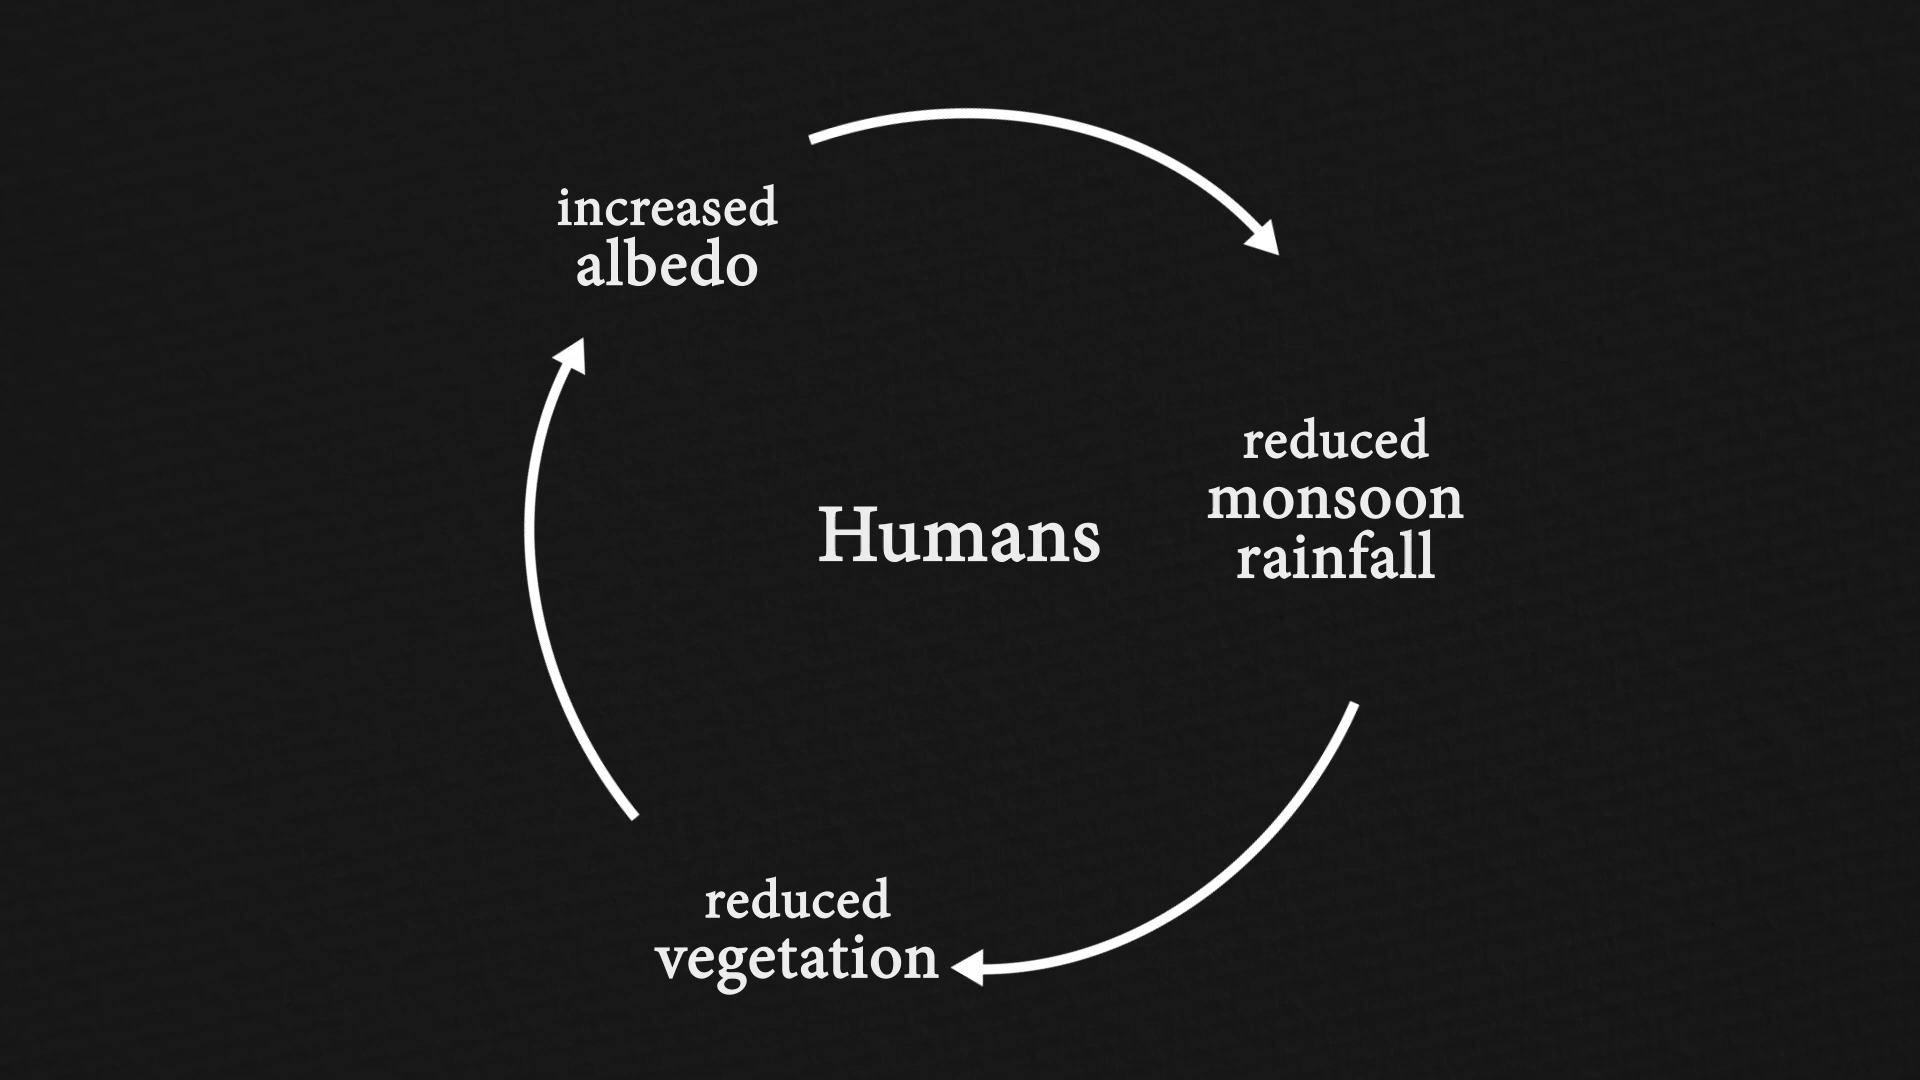 increased
albedo
reduced
monsoon
rainfall
Humans
reduced
vegetation